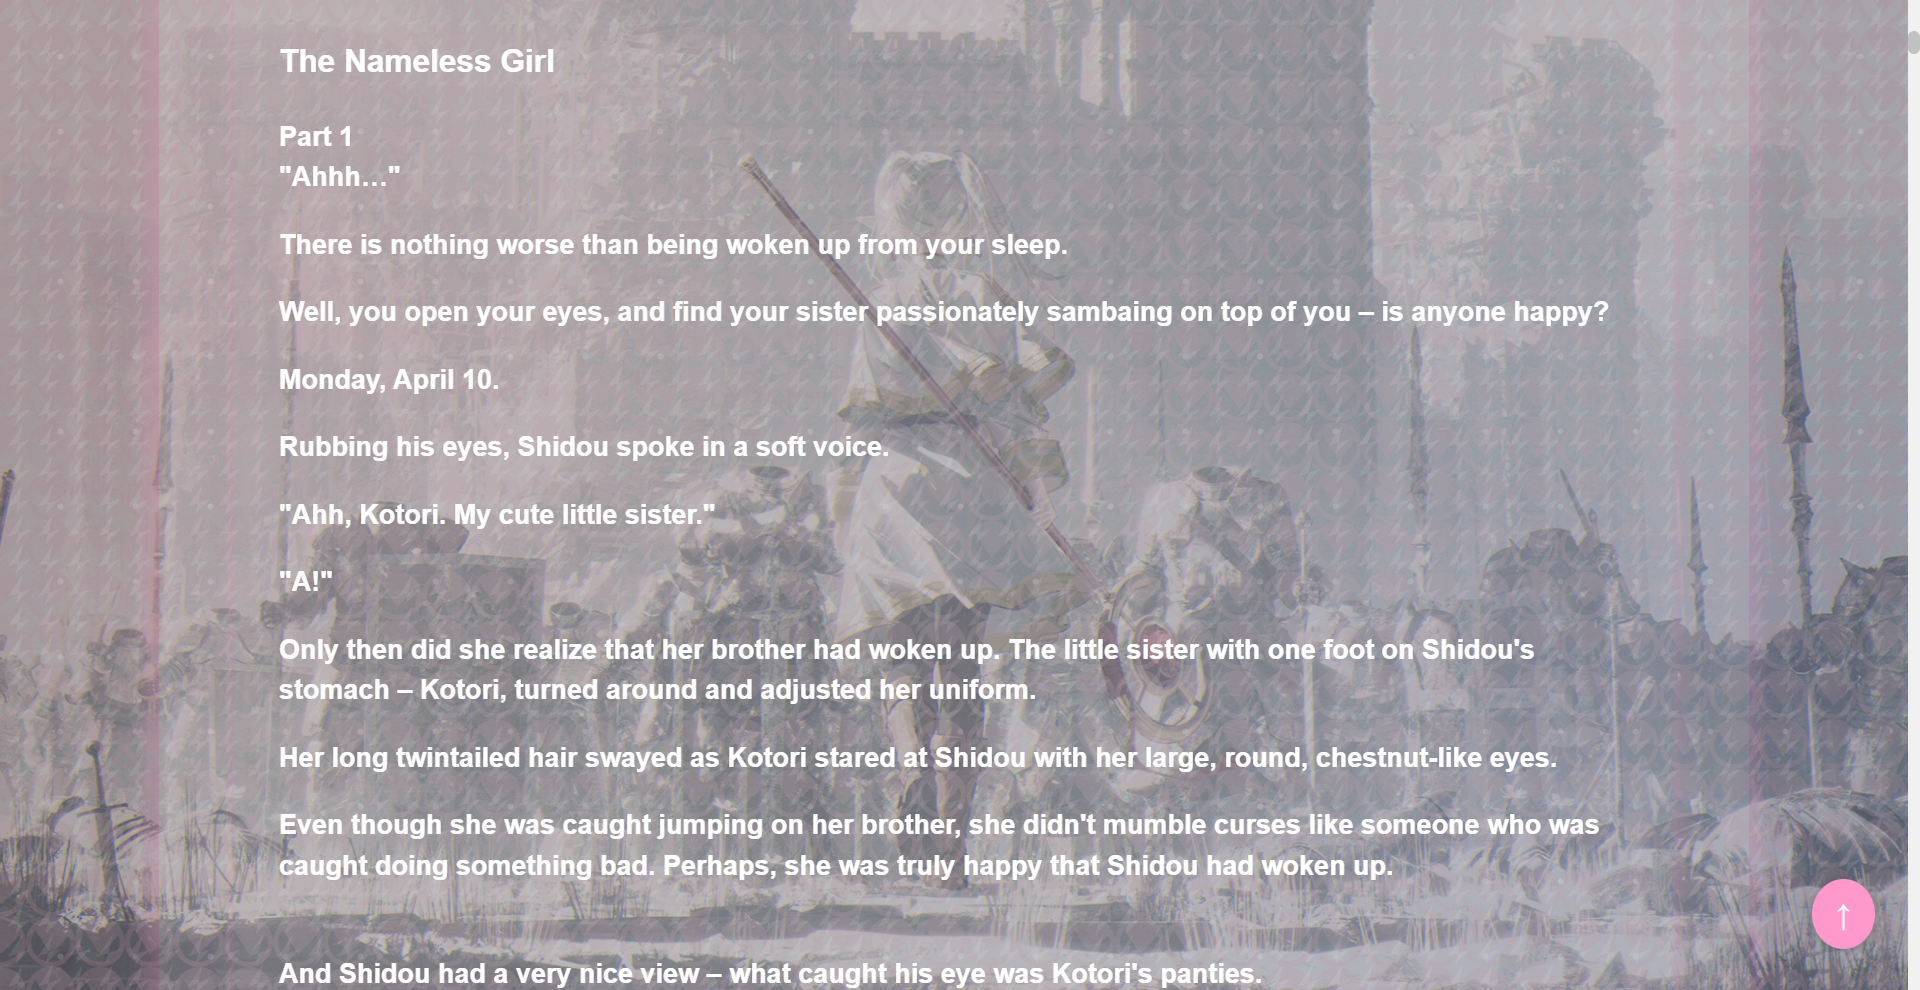 The Nameless Girl
Part 1
"Ahhh…"
There is nothing worse than being woken up from your sleep.
Well, you open your eyes, and find your sister passionately sambaing on top of you – is anyone happy?
Monday, April 10.
Rubbing his eyes, Shidou spoke in a soft voice.
"Ahh, Kotori. My cute little sister."
"A!"
Only then did she realize that her brother had woken up. The little sister with one foot on Shidou's
stomach – Kotori, turned around and adjusted her uniform.
Her long twintailed hair swayed as Kotori stared at Shidou with her large, round, chestnut-like eyes.
Even though she was caught jumping on her brother, she didn't mumble curses like someone who was
caught doing something bad. Perhaps, she was truly happy that Shidou had woken up.
And Shidou had a very nice view – what caught his eye was Kotori's panties.
↑